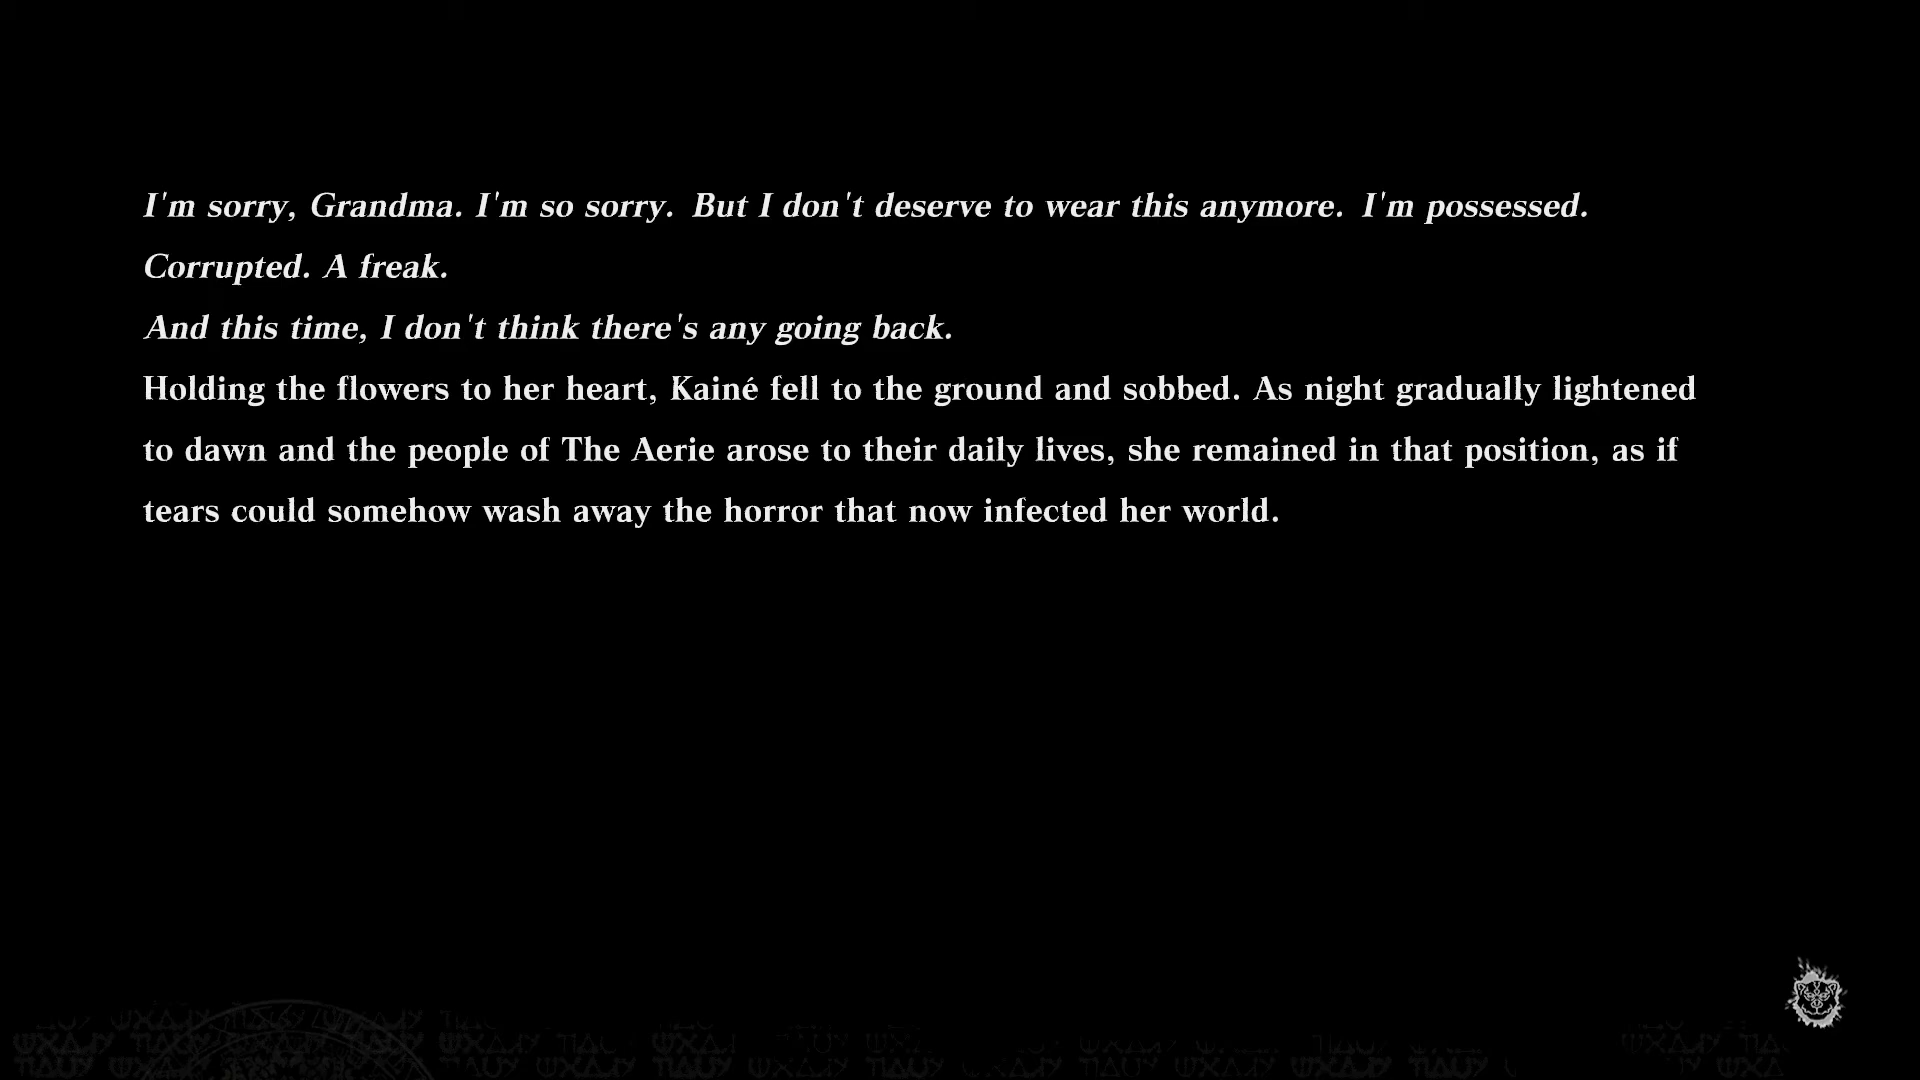 I'm sorry, Grandma. I'm so sorry. But I don't deserve to wear this anymore. I'm possessed.
Corrupted. A freak.
And this time, I don't think there's any going back.
Holding the flowers to her heart, Kainé fell to the ground and sobbed. As night gradually lightened
to dawn and the people of The Aerie arose to their daily lives, she remained in that position, as if
tears could somehow wash away the horror that now infected her world.